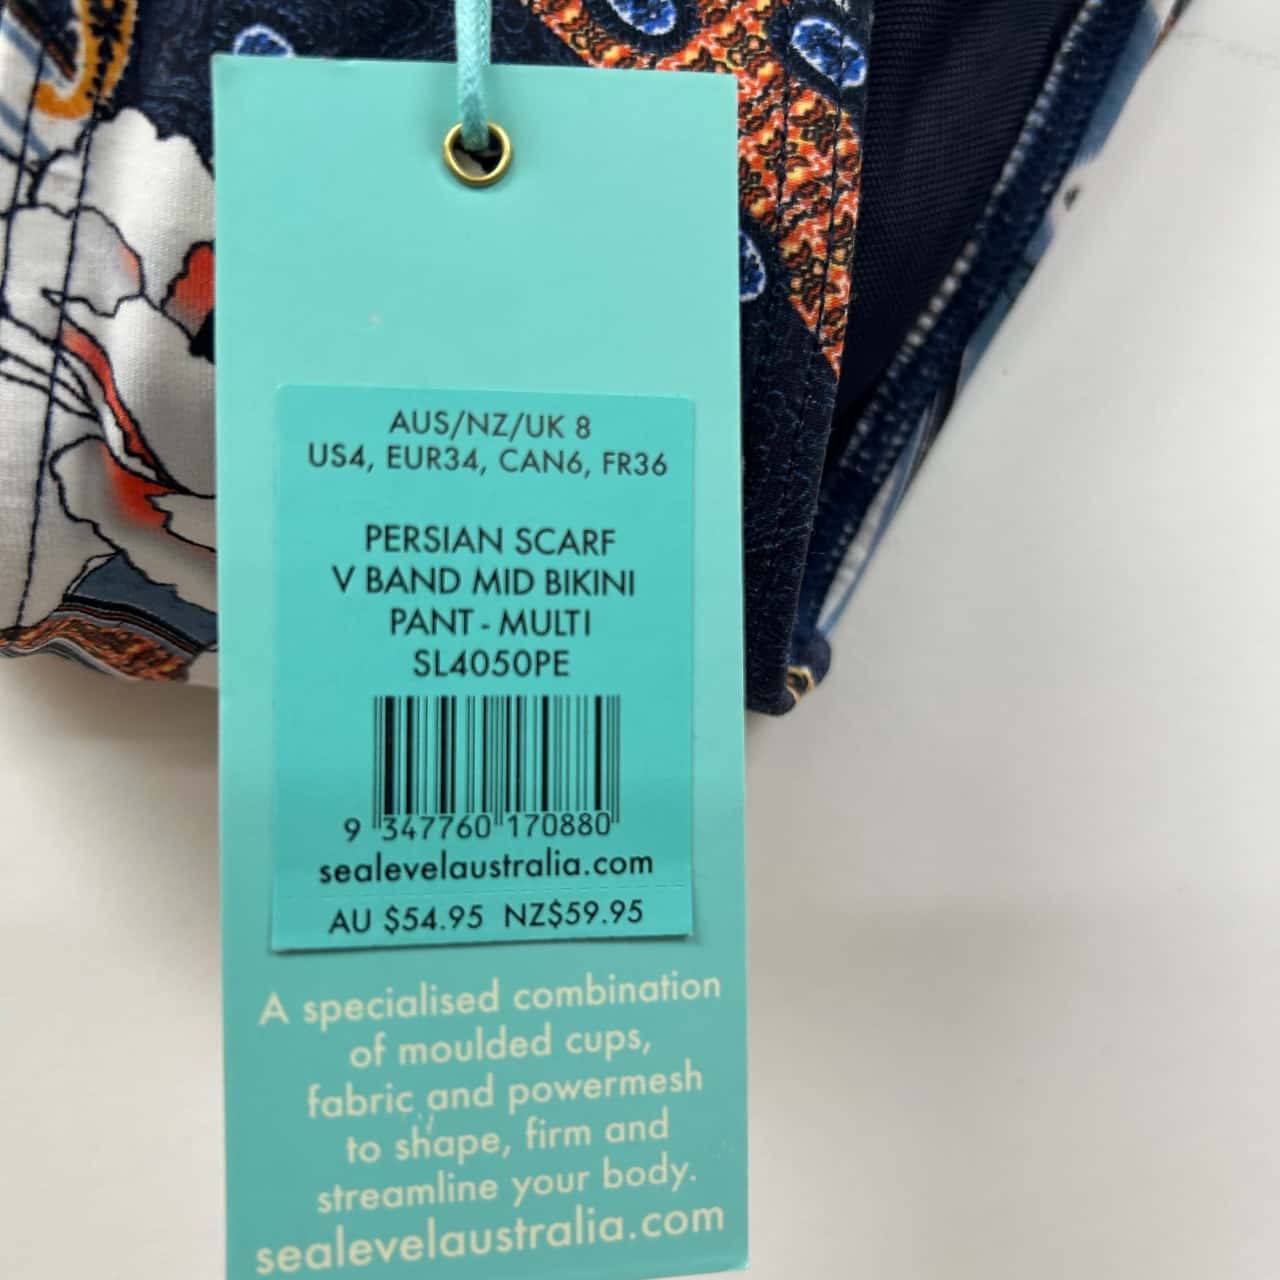 AUS/NZ/UK 8
US4, EUR34, CAN6, FR36
PERSIAN SCARF
V BAND MID BIKINI
PANT - MULTI
SL4050PE
9 347760 170880
sealevelaustralia.com
AU $54.95 NZ$59.95
A specialised combination
of moulded cups,
fabric and powermesh
to shape, firm and
streamline your body.
sealevelaustralia.com